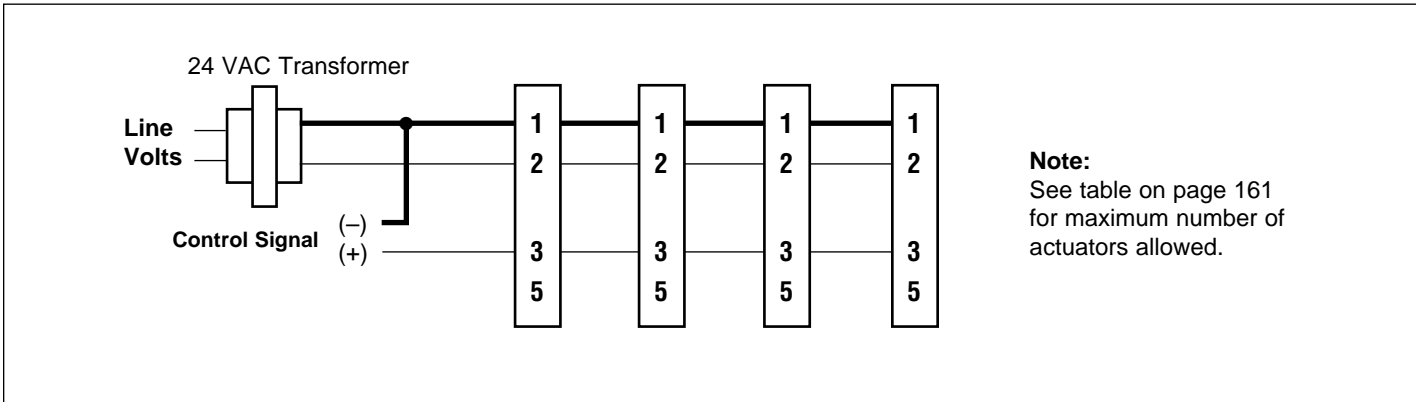 24 VAC Transformer
Line
Volts
Control Signal
(–)
(+)
1 1 1 1
2 2 2 2
3 3 3 3
5 5 5 5
Note:
See table on page 161
for maximum number of
actuators allowed.